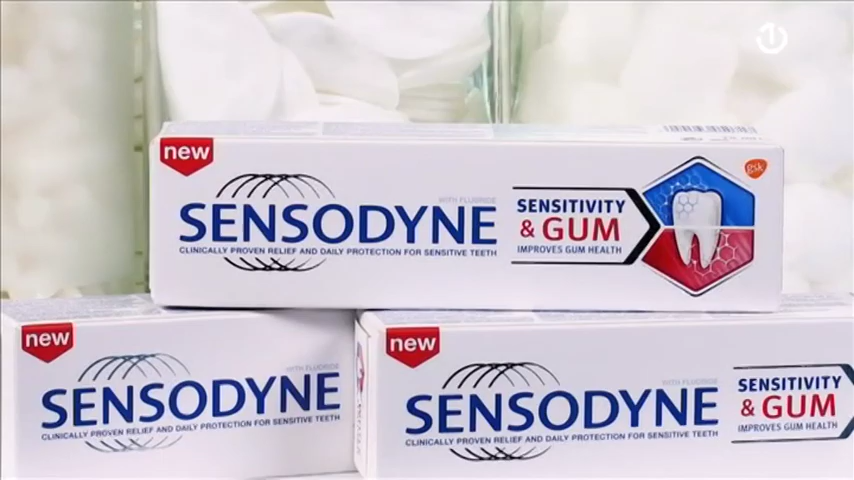 new
WITH FLUORIDE
SENSODYNE
CLINICALLY PROVEN RELIEF AND DAILY PROTECTION FOR SENSITIVE TEETH
SENSITIVITY
& GUM
IMPROVES GUM HEALTH
gsk
new
WITH FLUORIDE
SENSODYNE
CLINICALLY PROVEN RELIEF AND DAILY PROTECTION FOR SENSITIVE TEETH
new
WITH FLUORIDE
SENSODYNE
CLINICALLY PROVEN RELIEF AND DAILY PROTECTION FOR SENSITIVE TEETH
SENSITIVITY
& GUM
IMPROVES GUM HEALTH
1